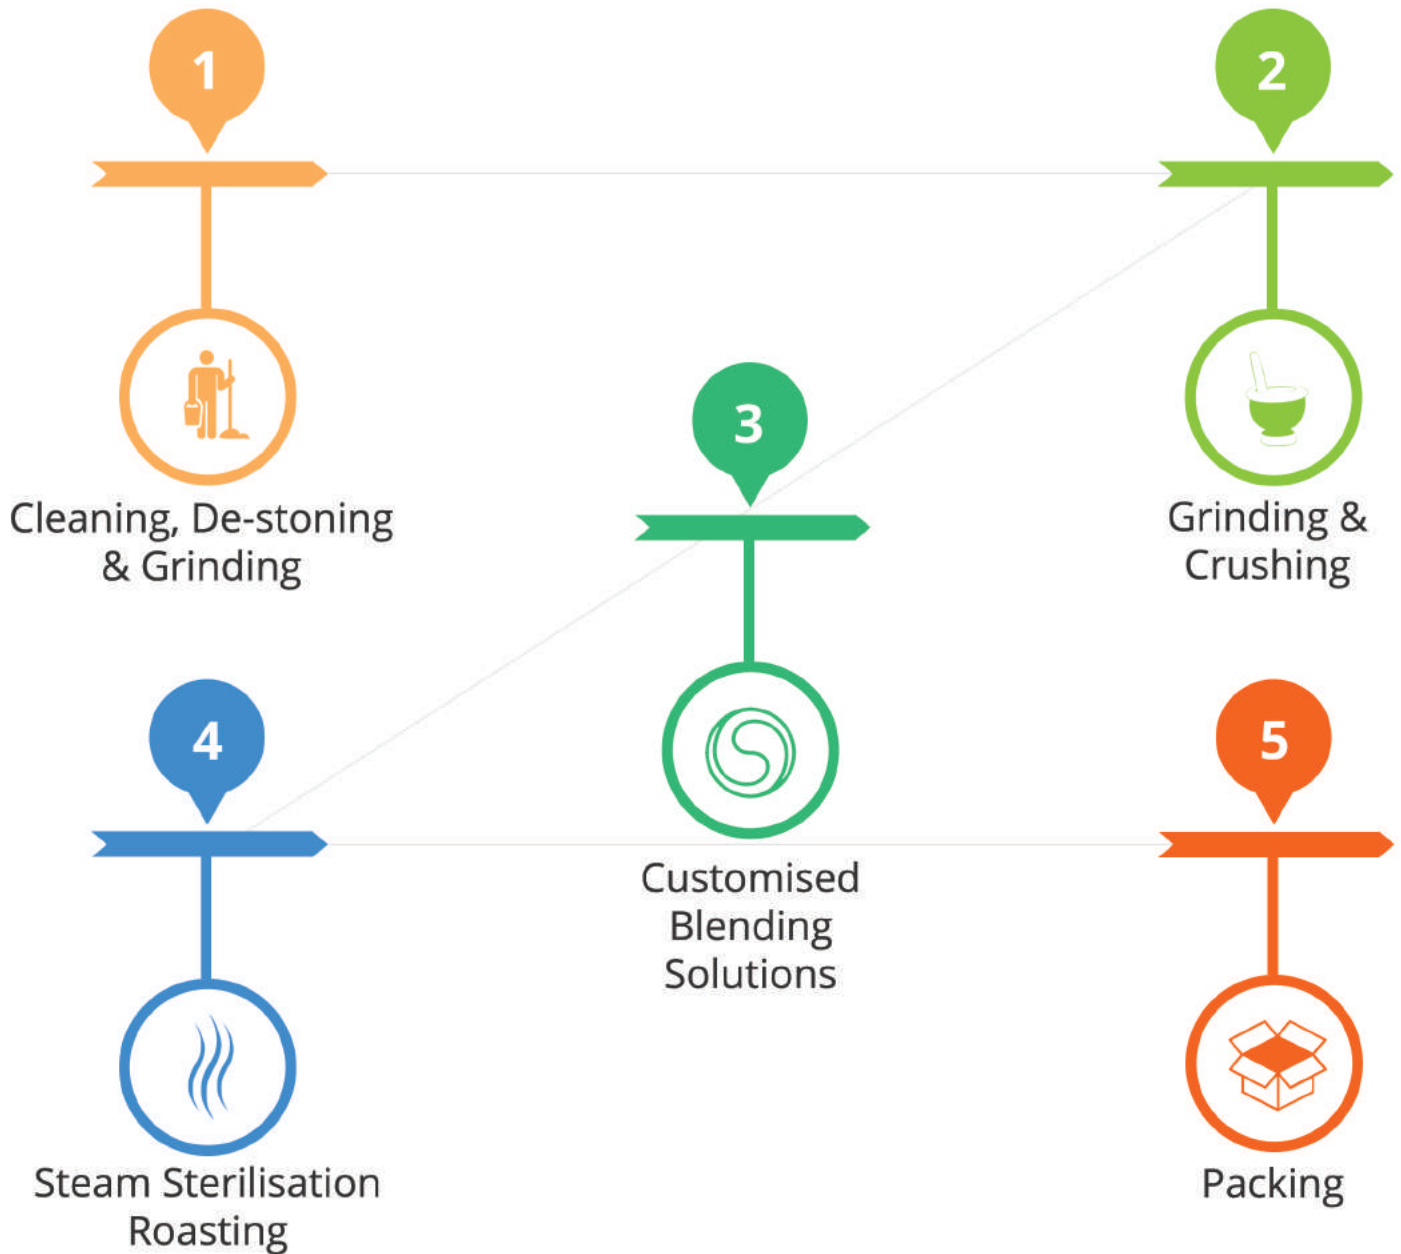 1
Cleaning, De-stoning
& Grinding
2
Grinding &
Crushing
3
Customised
Blending
Solutions
4
Steam Sterilisation
Roasting
5
Packing